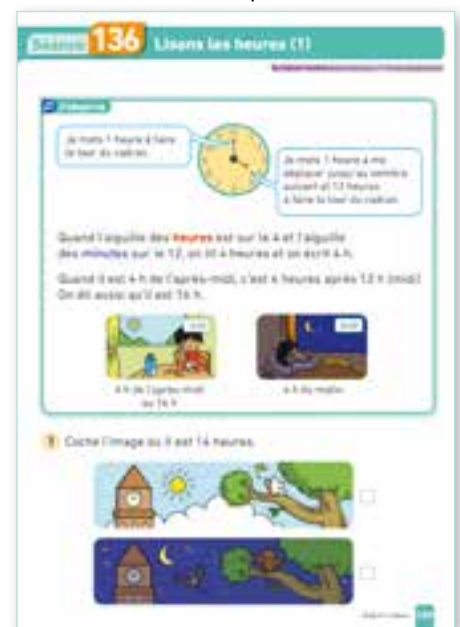 Séance 136 Lisons les heures (1)
Je mets 1 heure à faire
le tour du cadran.
Je mets 1 heure à me
déplacer jusqu'au nombre
suivant et 12 heures
à faire le tour du cadran.
Quand l'aiguille des heures est sur le 4 et l'aiguille
des minutes sur le 12, on lit 4 heures et on écrit 4 h.
Quand il est 4 h de l'après-midi, c'est 4 heures après 12 h (midi).
On dit aussi qu'il est 16 h.
4 h de l'après-midi
ou 16 h
4 h du matin
1 Coche l'image où il est 14 heures.